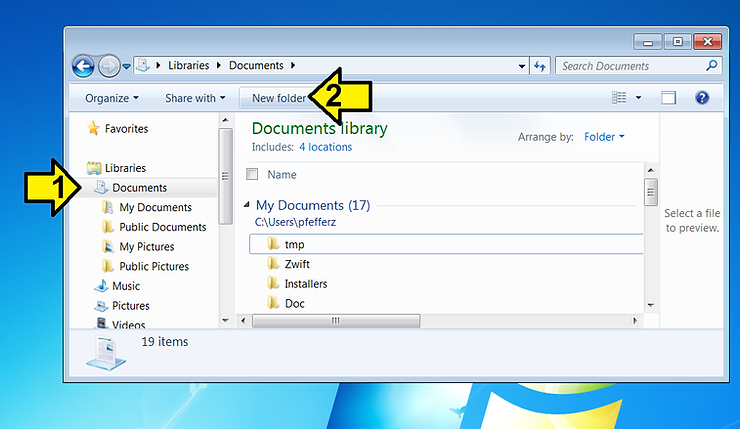 Libraries Documents
Search Documents
Organize Share with New folder
2
Favorites
Libraries
1
Documents
My Documents
Public Documents
My Pictures
Public Pictures
Music
Pictures
Videos
Documents library
Includes: 4 locations
Arrange by: Folder
Name
My Documents (17)
C:\Users\pfefferz
tmp
Zwift
Installers
Doc
Select a file
to preview.
19 items